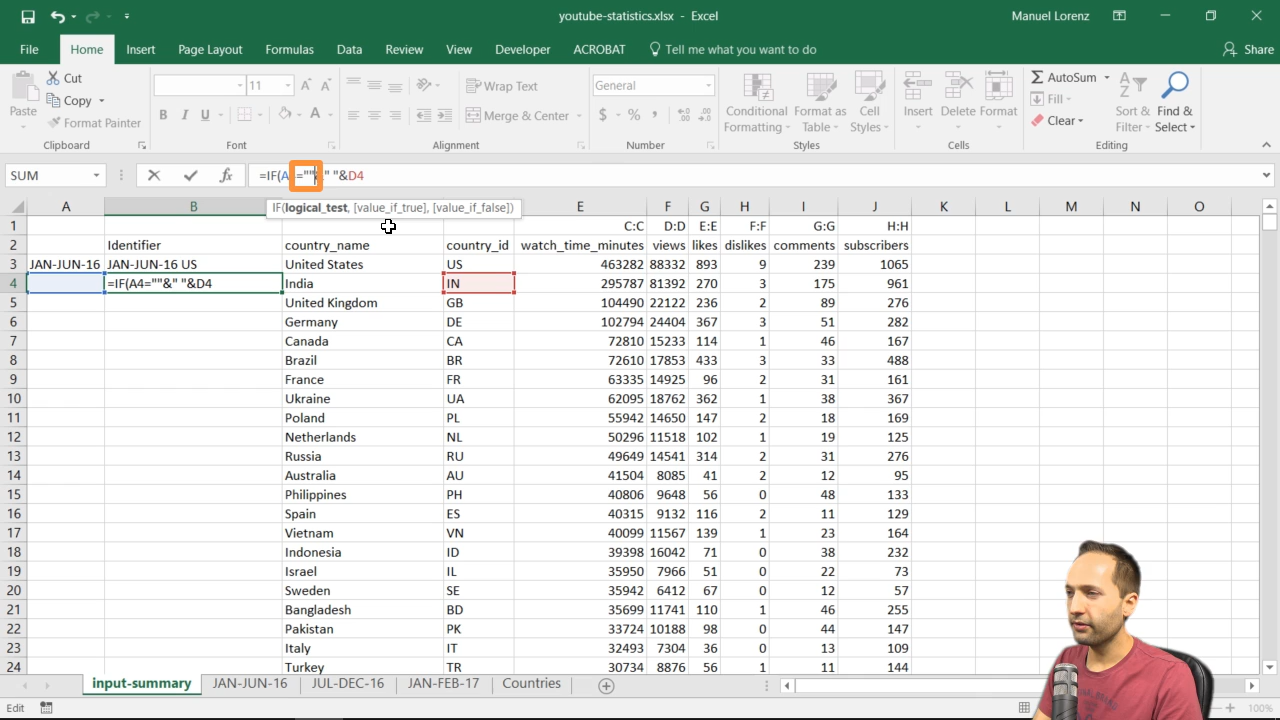 youtube-statistics.xlsx - Excel
Manuel Lorenz
File Home Insert Page Layout Formulas Data Review View Developer ACROBAT Tell me what you want to do Share
Paste Cut Copy Format Painter
11
Wrap Text
Merge & Center
General
Conditional Formatting
Format as Table
Cell Styles
Insert Delete Format
AutoSum
Fill
Clear
Sort & Filter
Find & Select
Clipboard Font Alignment Number Styles Cells Editing
SUM =IF(A4=""&" "&D4
IF(logical_test, [value_if_true], [value_if_false])
A B E F G H I J K L M N O
1 C:C D:D E:E F:F G:G H:H
2 Identifier country_name country_id watch_time_minutes views likes dislikes comments subscribers
3 JAN-JUN-16 JAN-JUN-16 US United States US 463282 88332 893 9 239 1065
4 =IF(A4=""&" "&D4 India IN 295787 81392 270 3 175 961
5 United Kingdom GB 104490 22122 236 2 89 276
6 Germany DE 102794 24404 367 3 51 282
7 Canada CA 72810 15233 114 1 46 167
8 Brazil BR 72610 17853 433 3 33 488
9 France FR 63335 14925 96 2 31 161
10 Ukraine UA 62095 18762 362 1 38 367
11 Poland PL 55942 14650 147 2 18 169
12 Netherlands NL 50296 11518 102 1 19 125
13 Russia RU 49649 14541 314 2 31 276
14 Australia AU 41504 8085 41 2 12 95
15 Philippines PH 40806 9648 56 0 48 133
16 Spain ES 40315 9132 116 2 11 129
17 Vietnam VN 40099 11567 139 1 23 164
18 Indonesia ID 39398 16042 71 0 38 232
19 Israel IL 35950 7966 51 0 22 73
20 Sweden SE 35942 6412 67 0 12 57
21 Bangladesh BD 35699 11741 110 1 46 255
22 Pakistan PK 33724 10188 98 0 44 147
23 Italy IT 32493 7304 36 0 13 109
24 Turkey TR 30734 8876 56 1 11 144
input-summary JAN-JUN-16 JUL-DEC-16 JAN-FEB-17 Countries
Edit 100%